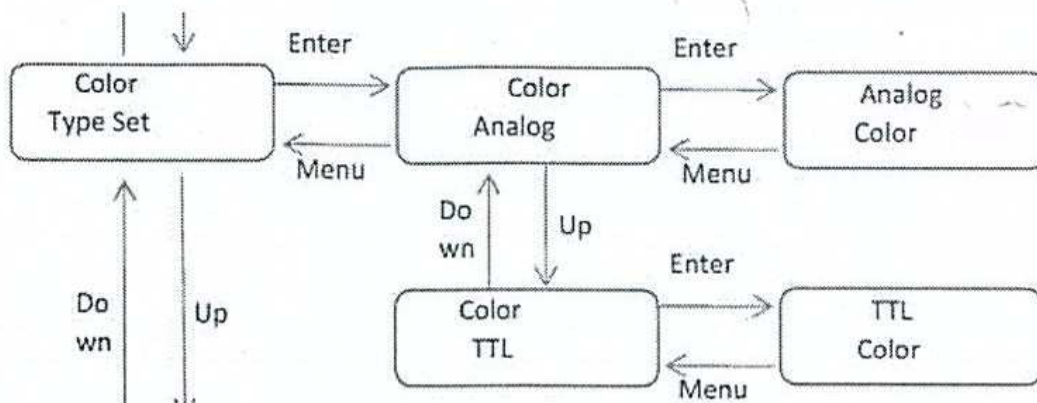 Enter
Enter
Color
Type Set
Color
Analog
Analog
Color
Menu
Menu
Do
wn
Up
Enter
Do
wn
Up
Color
TTL
TTL
Color
Menu